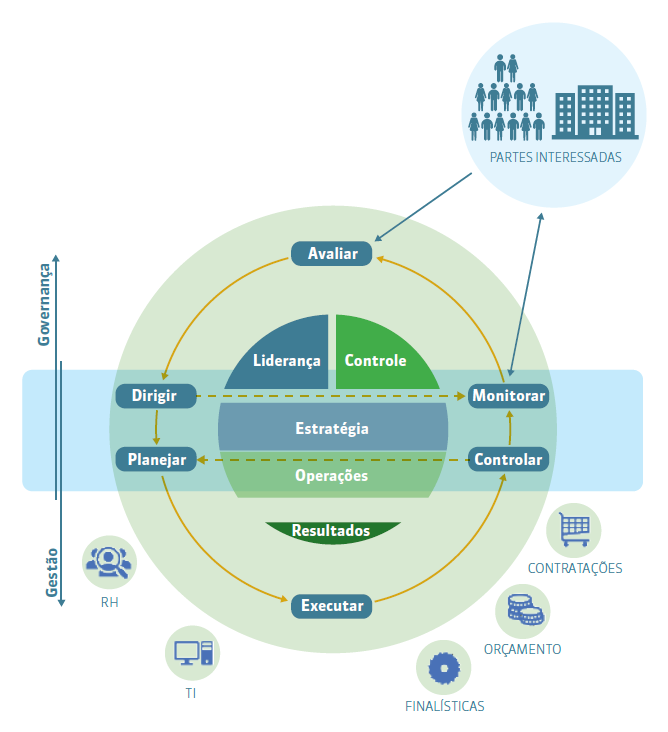 PARTES INTERESSADAS
Avaliar
Governança
Liderança
Controle
Dirigir
Monitorar
Estratégia
Planejar
Controlar
Operações
Resultados
Gestão
Executar
CONTRATAÇÕES
RH
ORÇAMENTO
TI
FINALÍSTICAS